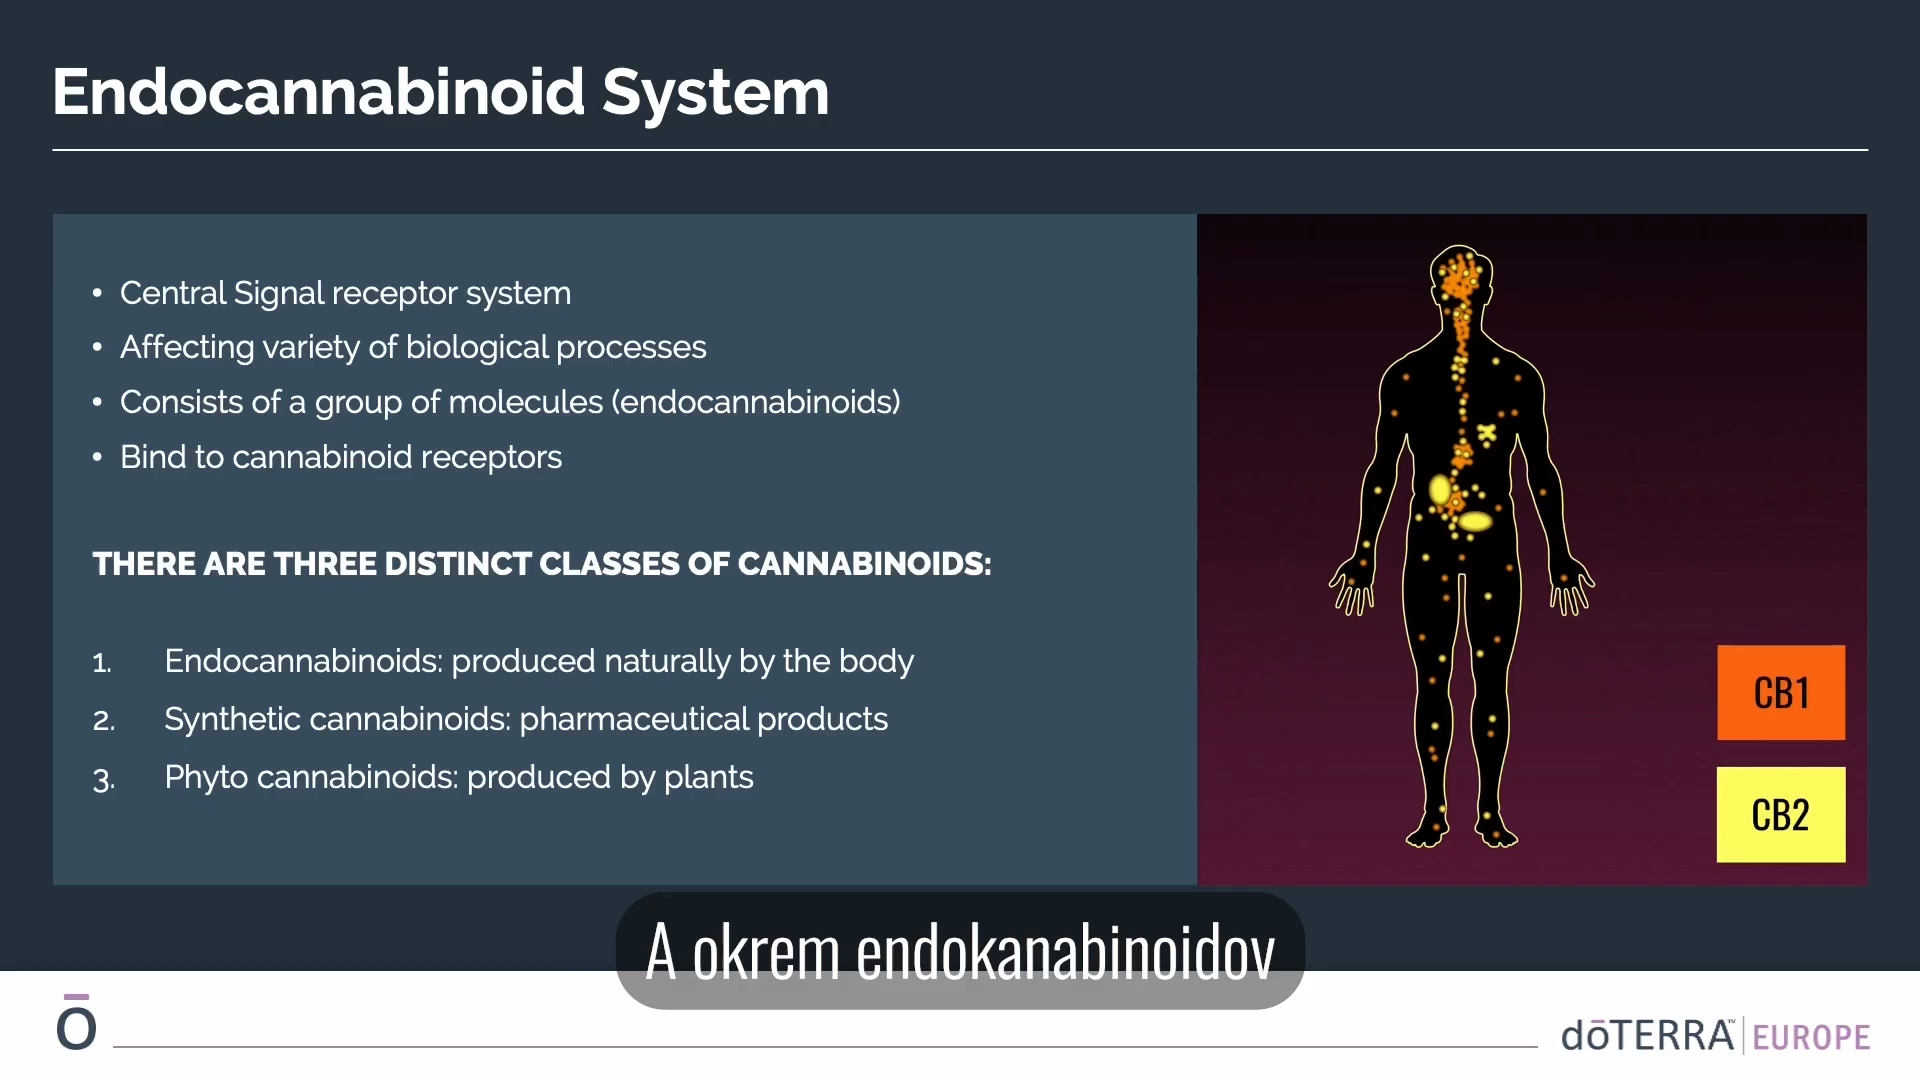 Endocannabinoid System
• Central Signal receptor system
• Affecting variety of biological processes
• Consists of a group of molecules (endocannabinoids)
• Bind to cannabinoid receptors
THERE ARE THREE DISTINCT CLASSES OF CANNABINOIDS:
1. Endocannabinoids: produced naturally by the body
2. Synthetic cannabinoids: pharmaceutical products
3. Phyto cannabinoids: produced by plants
CB1
CB2
A okrem endokanabinoidov
ō
dōTERRA™ EUROPE